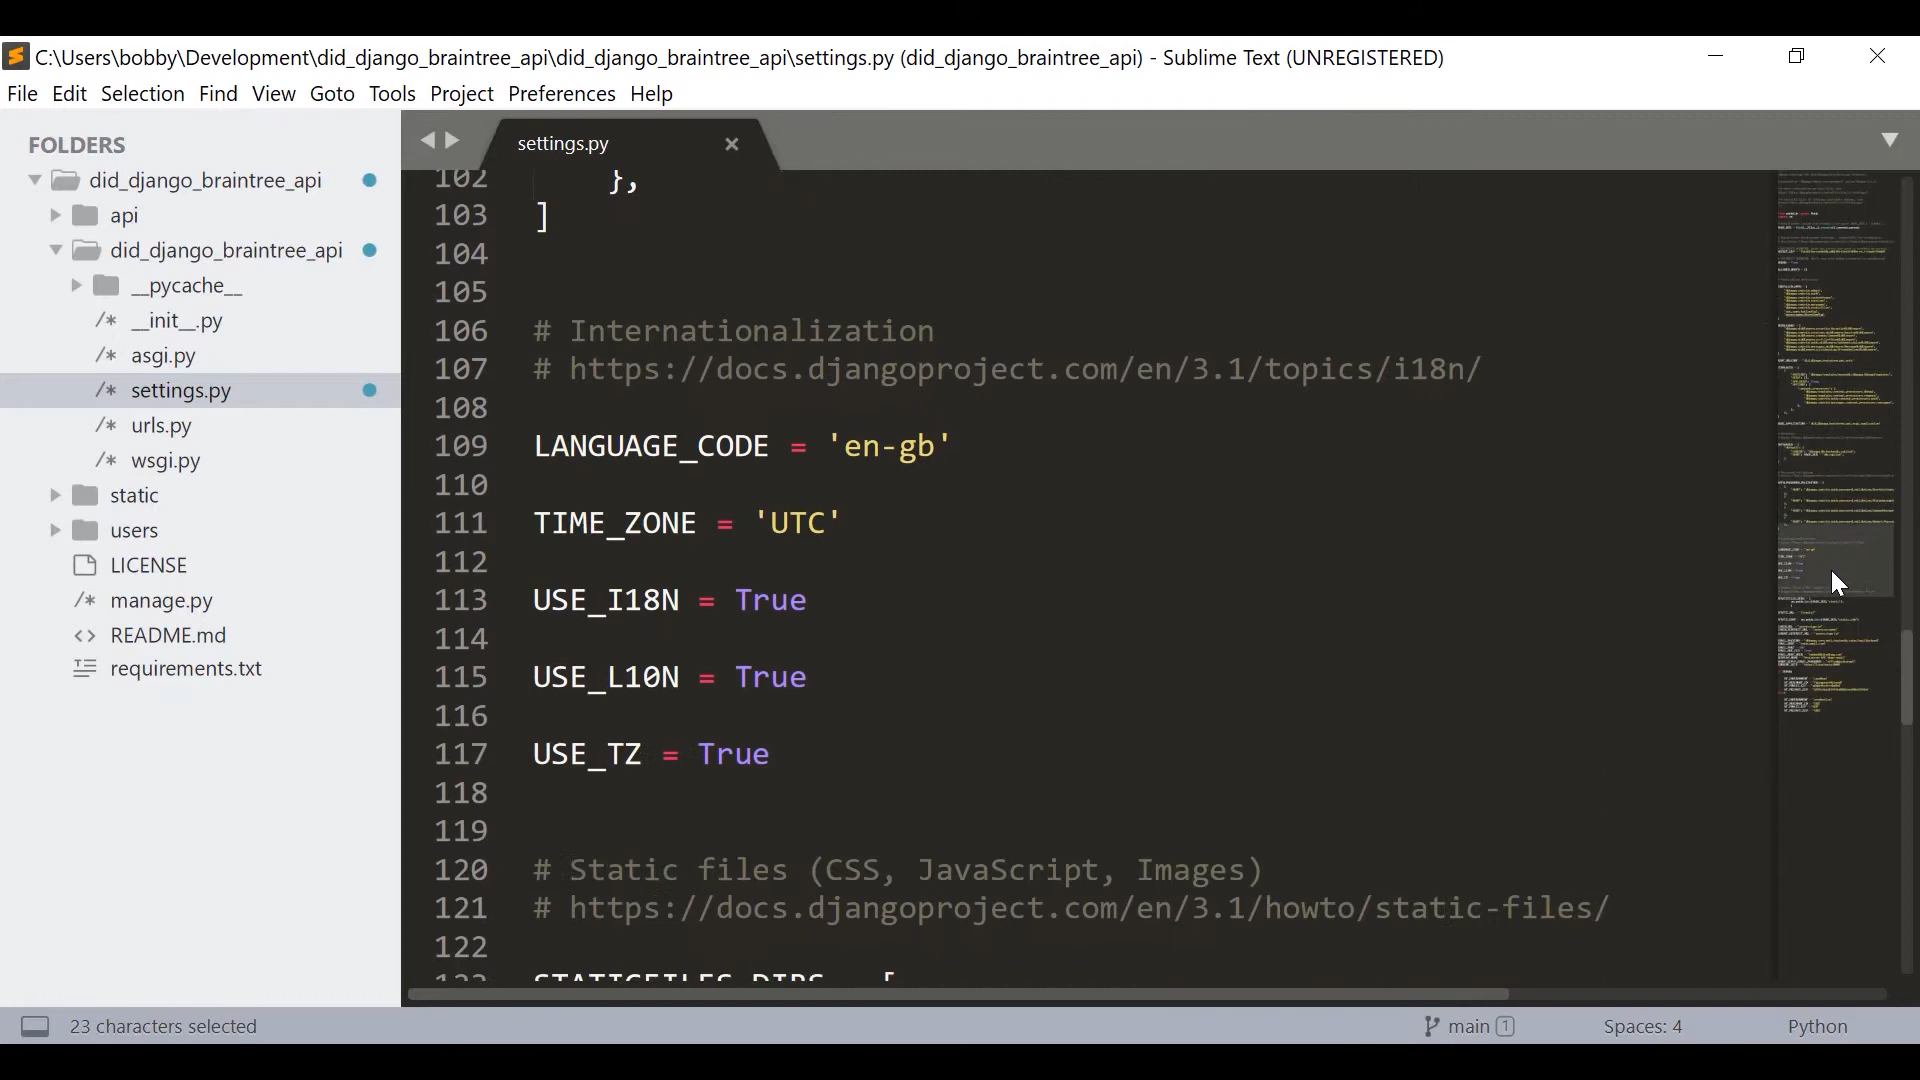 C:\Users\bobby\Development\did_django_braintree_api\did_django_braintree_api\settings.py (did_django_braintree_api) - Sublime Text (UNREGISTERED)
File Edit Selection Find View Goto Tools Project Preferences Help
FOLDERS
did_django_braintree_api
api
did_django_braintree_api
__pycache__
/* __init__.py
/* asgi.py
/* settings.py
/* urls.py
/* wsgi.py
static
users
LICENSE
/* manage.py
<> README.md
requirements.txt
settings.py
102 },
103 ]
104
105
106 # Internationalization
107 # https://docs.djangoproject.com/en/3.1/topics/i18n/
108
109 LANGUAGE_CODE = 'en-gb'
110
111 TIME_ZONE = 'UTC'
112
113 USE_I18N = True
114
115 USE_L10N = True
116
117 USE_TZ = True
118
119
120 # Static files (CSS, JavaScript, Images)
121 # https://docs.djangoproject.com/en/3.1/howto/static-files/
122
123 STATICFILES_DIRS = [
23 characters selected
main 1
Spaces: 4
Python